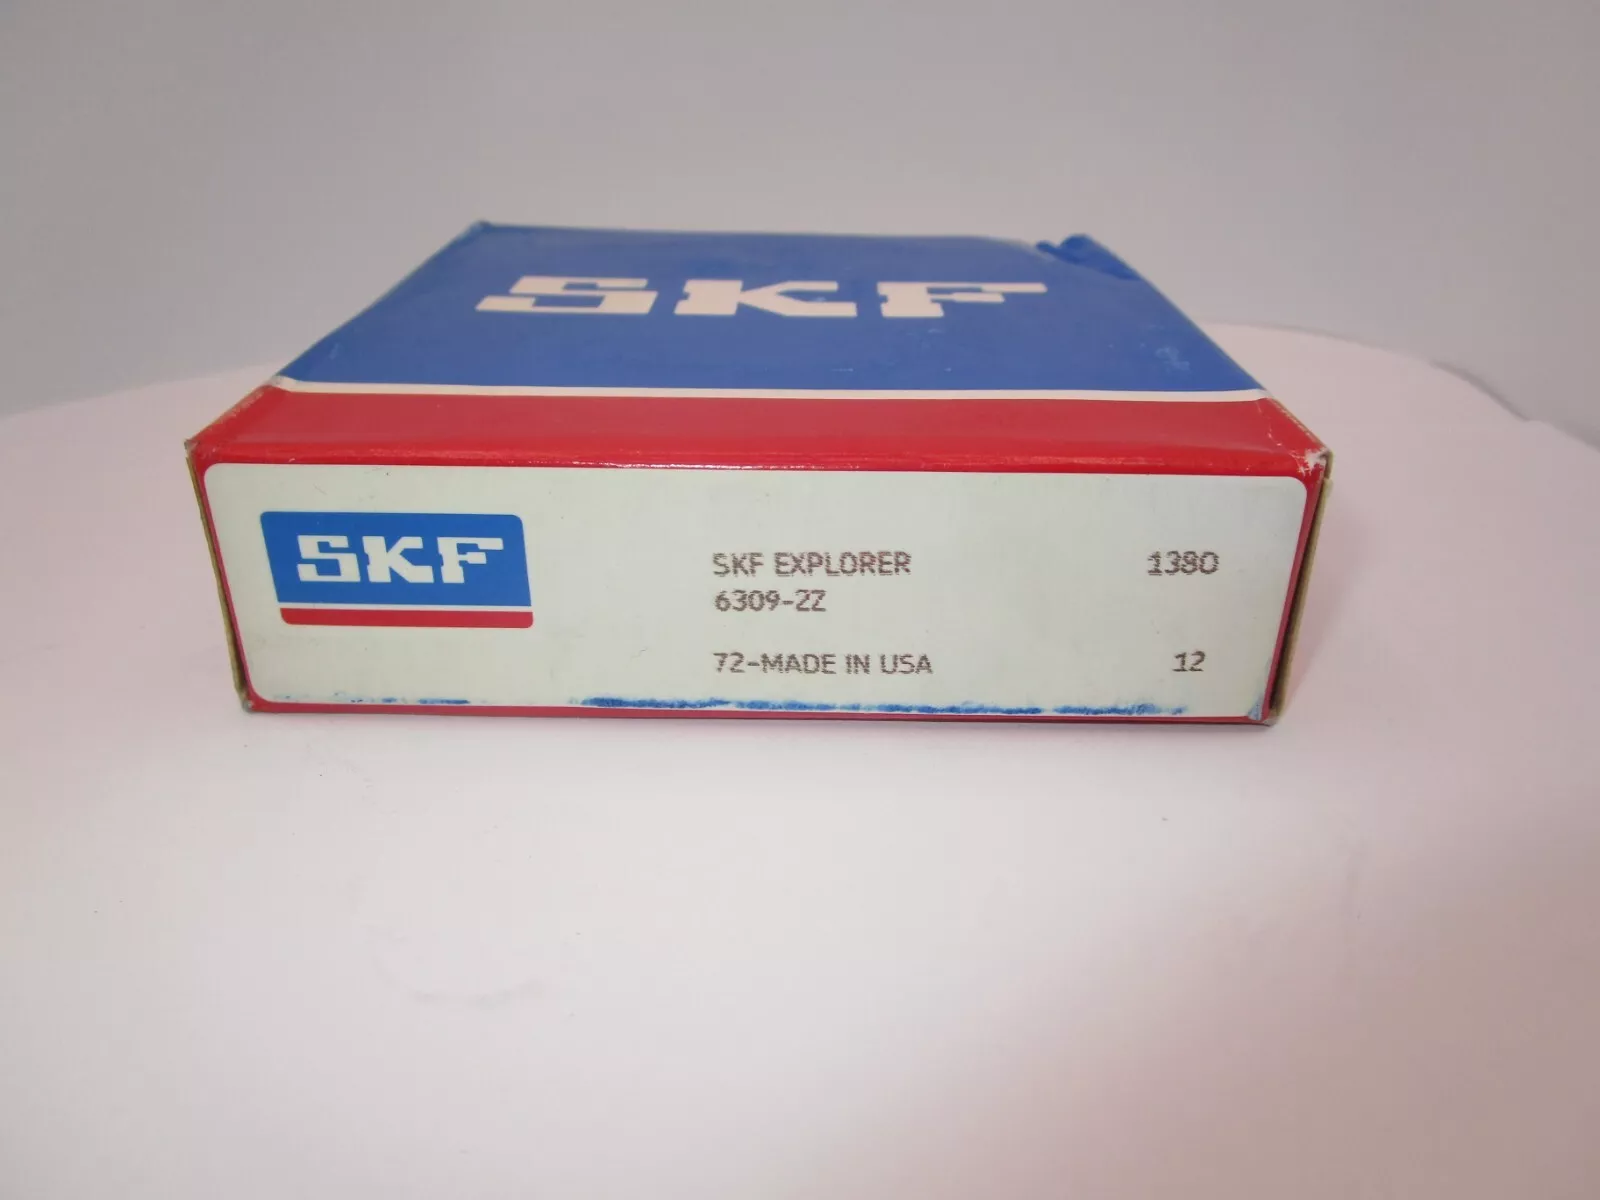 SKF
SKF
SKF EXPLORER 1380
6309-2Z
72-MADE IN USA 12